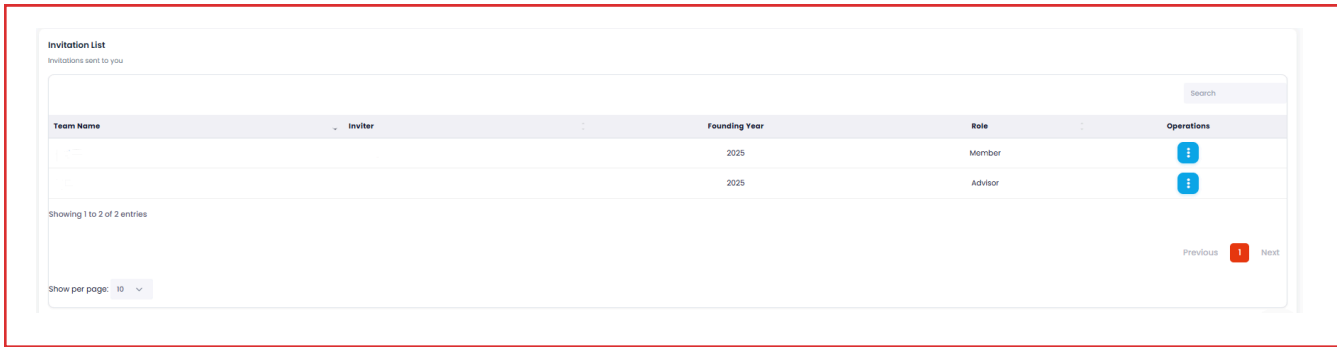 Invitation List
Invitations sent to you
Search
Team Name Inviter Founding Year Role Operations
2025 Member
2025 Advisor
Showing 1 to 2 of 2 entries
Previous 1 Next
Show per page: 10